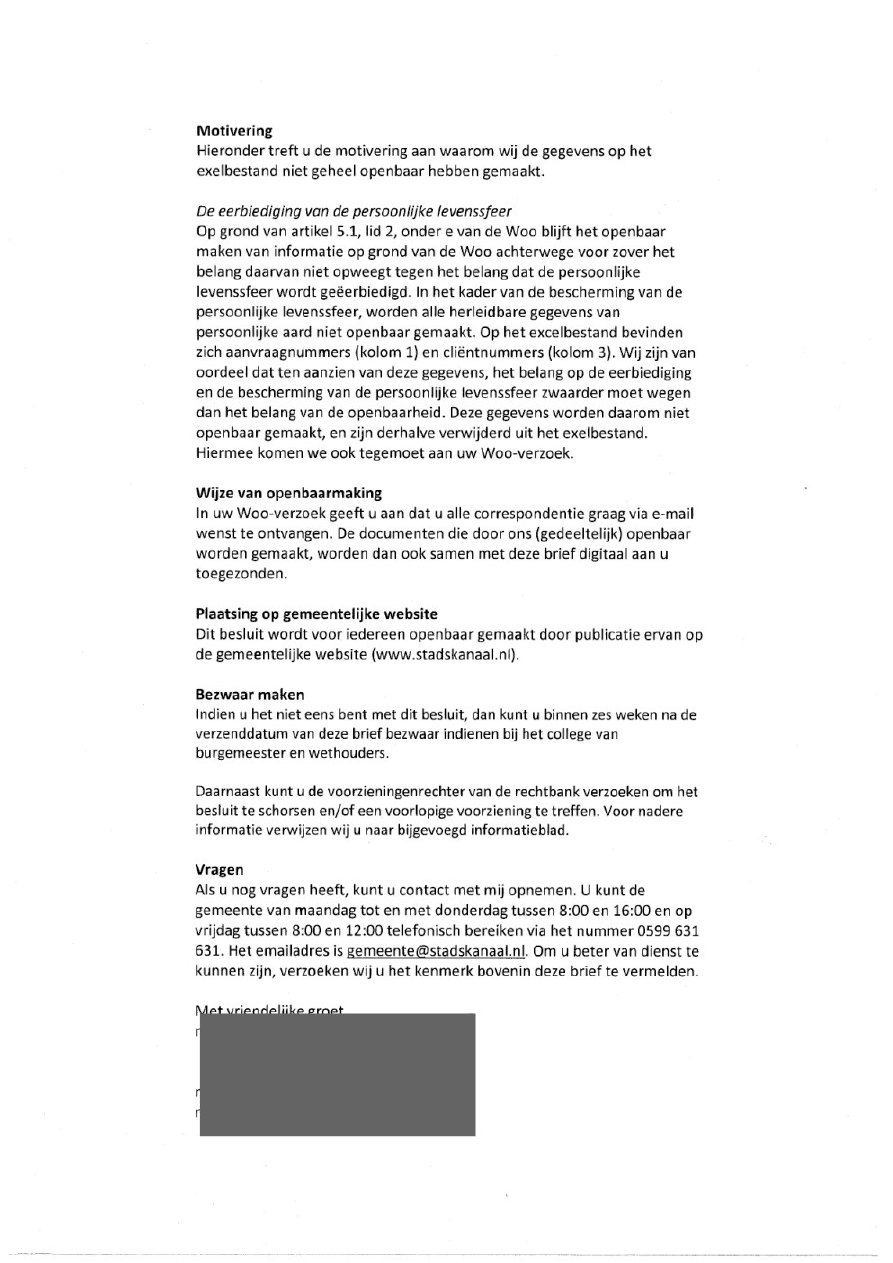 Motivering
Hieronder treft u de motivering aan waarom wij de gegevens op het
exelbestand niet geheel openbaar hebben gemaakt.
De eerbiediging van de persoonlijke levenssfeer
Op grond van artikel 5.1, lid 2, onder e van de Woo blijft het openbaar
maken van informatie op grond van de Woo achterwege voor zover het
belang daarvan niet opweegt tegen het belang dat de persoonlijke
levenssfeer wordt geëerbiedigd. In het kader van de bescherming van de
persoonlijke levenssfeer, worden alle herleidbare gegevens van
persoonlijke aard niet openbaar gemaakt. Op het excelbestand bevinden
zich aanvraagnummers (kolom 1) en cliëntnummers (kolom 3). Wij zijn van
oordeel dat ten aanzien van deze gegevens, het belang op de eerbiediging
en de bescherming van de persoonlijke levenssfeer zwaarder moet wegen
dan het belang van de openbaarheid. Deze gegevens worden daarom niet
openbaar gemaakt, en zijn derhalve verwijderd uit het exelbestand.
Hiermee komen we ook tegemoet aan uw Woo-verzoek.
Wijze van openbaarmaking
In uw Woo-verzoek geeft u aan dat u alle correspondentie graag via e-mail
wenst te ontvangen. De documenten die door ons (gedeeltelijk) openbaar
worden gemaakt, worden dan ook samen met deze brief digitaal aan u
toegezonden.
Plaatsing op gemeentelijke website
Dit besluit wordt voor iedereen openbaar gemaakt door publicatie ervan op
de gemeentelijke website (www.stadskanaal.nl).
Bezwaar maken
Indien u het niet eens bent met dit besluit, dan kunt u binnen zes weken na de
verzenddatum van deze brief bezwaar indienen bij het college van
burgemeester en wethouders.
Daarnaast kunt u de voorzieningenrechter van de rechtbank verzoeken om het
besluit te schorsen en/of een voorlopige voorziening te treffen. Voor nadere
informatie verwijzen wij u naar bijgevoegd informatieblad.
Vragen
Als u nog vragen heeft, kunt u contact met mij opnemen. U kunt de
gemeente van maandag tot en met donderdag tussen 8:00 en 16:00 en op
vrijdag tussen 8:00 en 12:00 telefonisch bereiken via het nummer 0599 631
631. Het emailadres is gemeente@stadskanaal.nl. Om u beter van dienst te
kunnen zijn, verzoeken wij u het kenmerk bovenin deze brief te vermelden.
Met vriendelijke groet